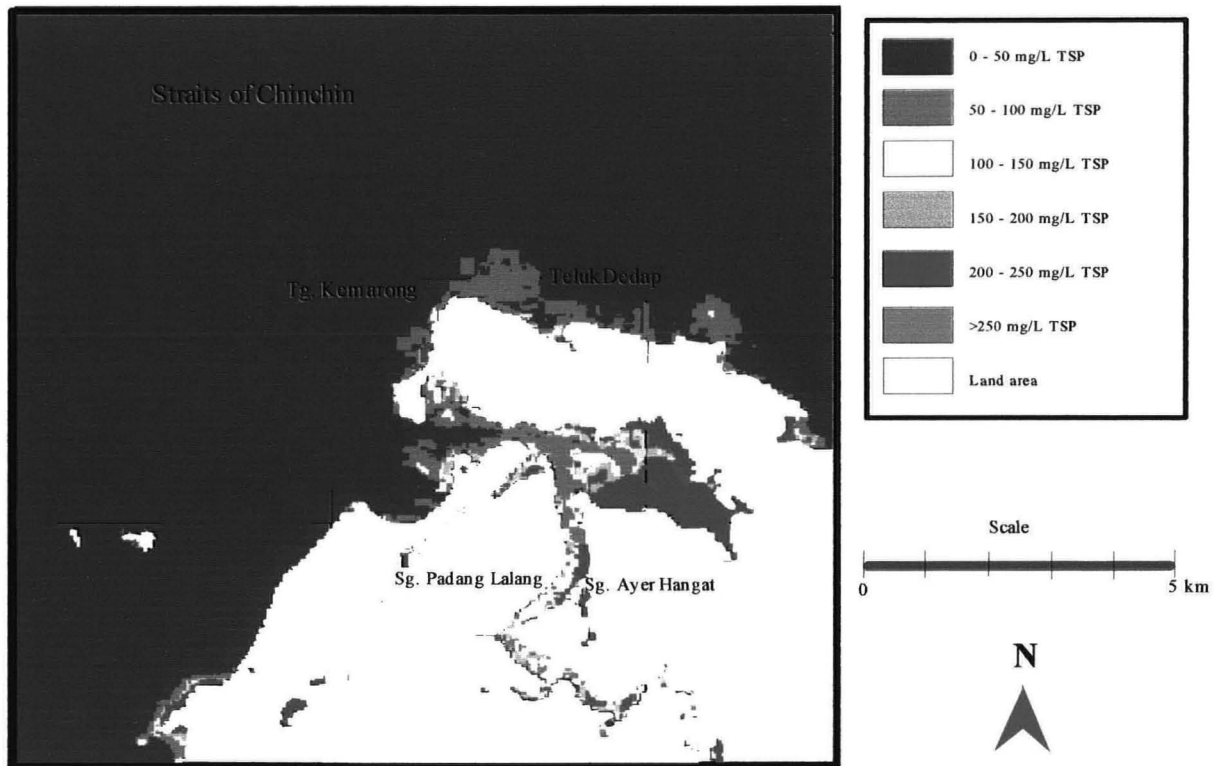 Straits of Chinchin
Tg. Kemarong
Teluk Dedap
Sg. Padang Lalang
Sg. Ayer Hangat
0 - 50 mg/L TSP
50 - 100 mg/L TSP
100 - 150 mg/L TSP
150 - 200 mg/L TSP
200 - 250 mg/L TSP
>250 mg/L TSP
Land area
Scale
0
5 km
N